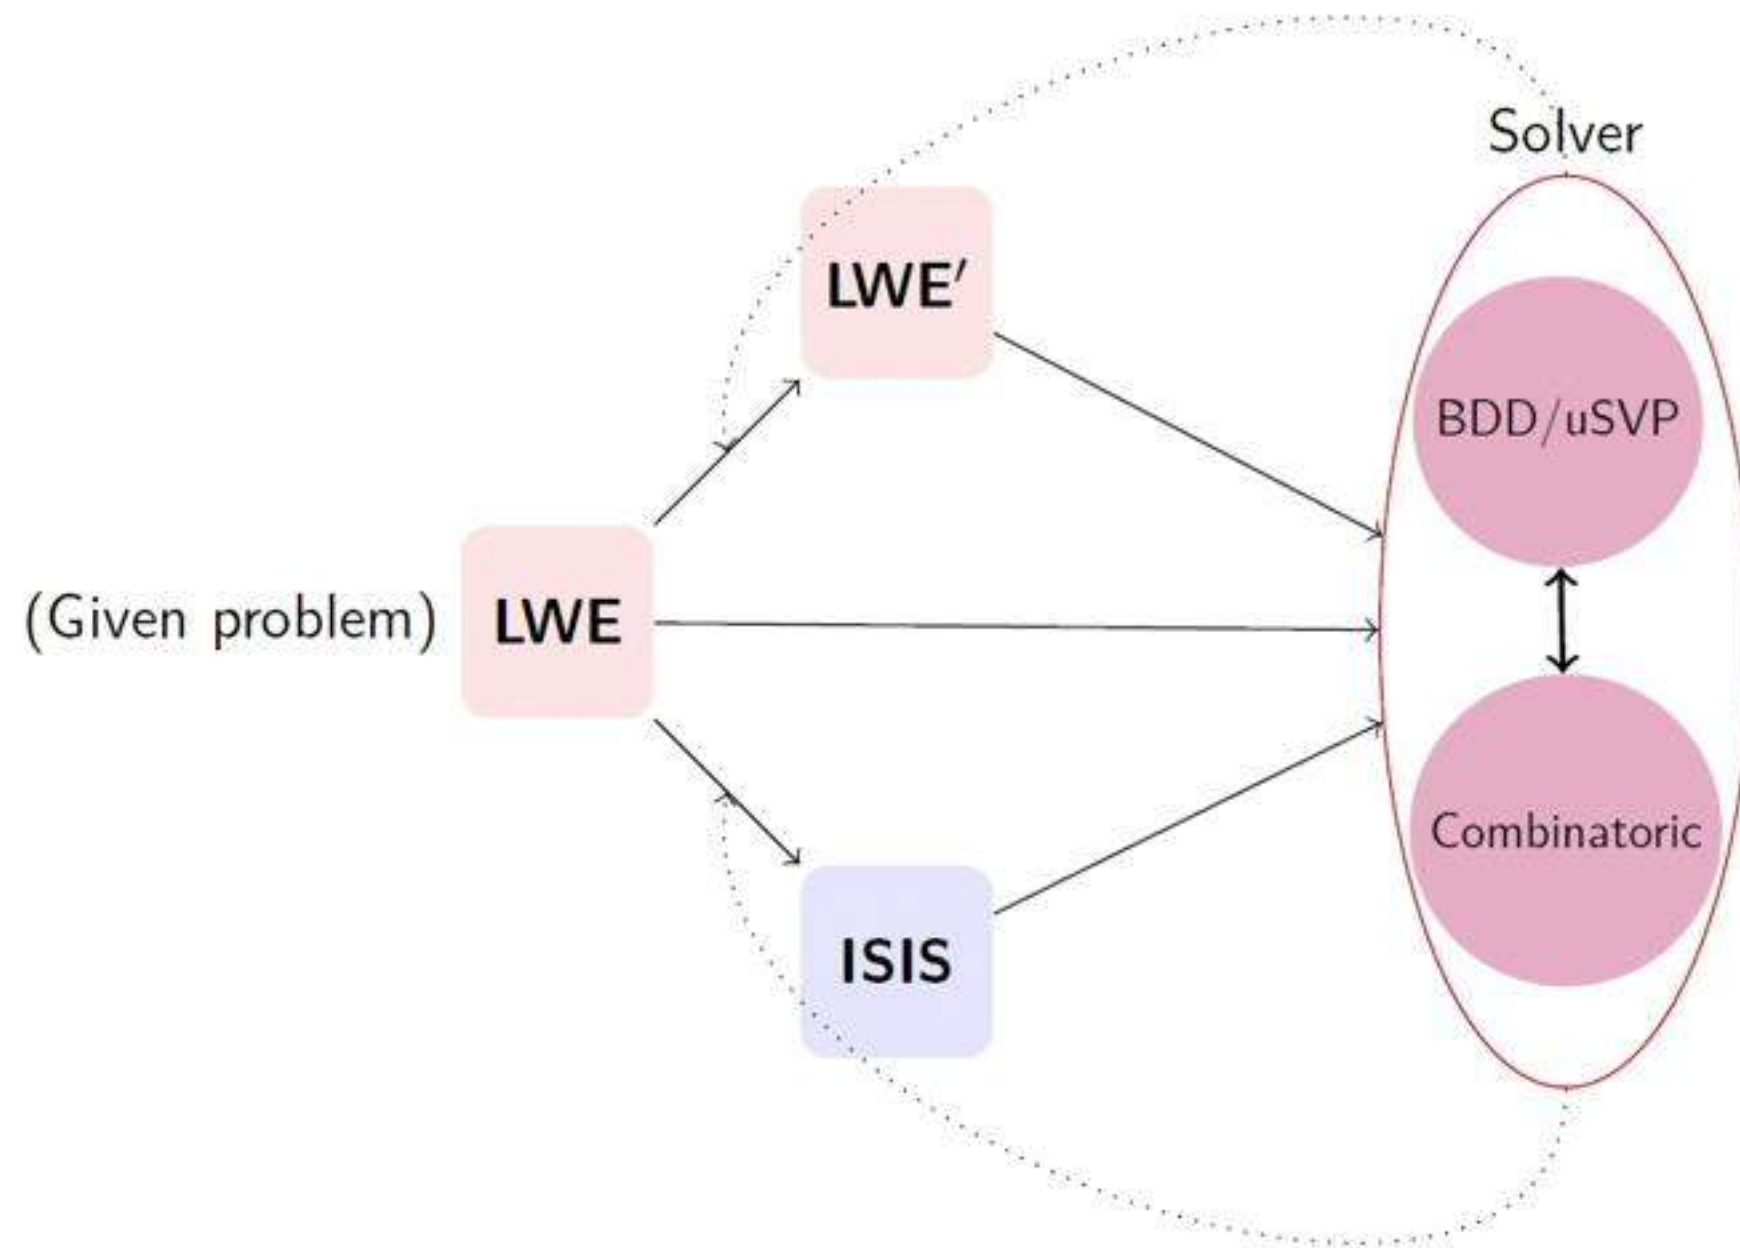 Solver
LWE′
BDD/uSVP
(Given problem) LWE
Combinatoric
ISIS